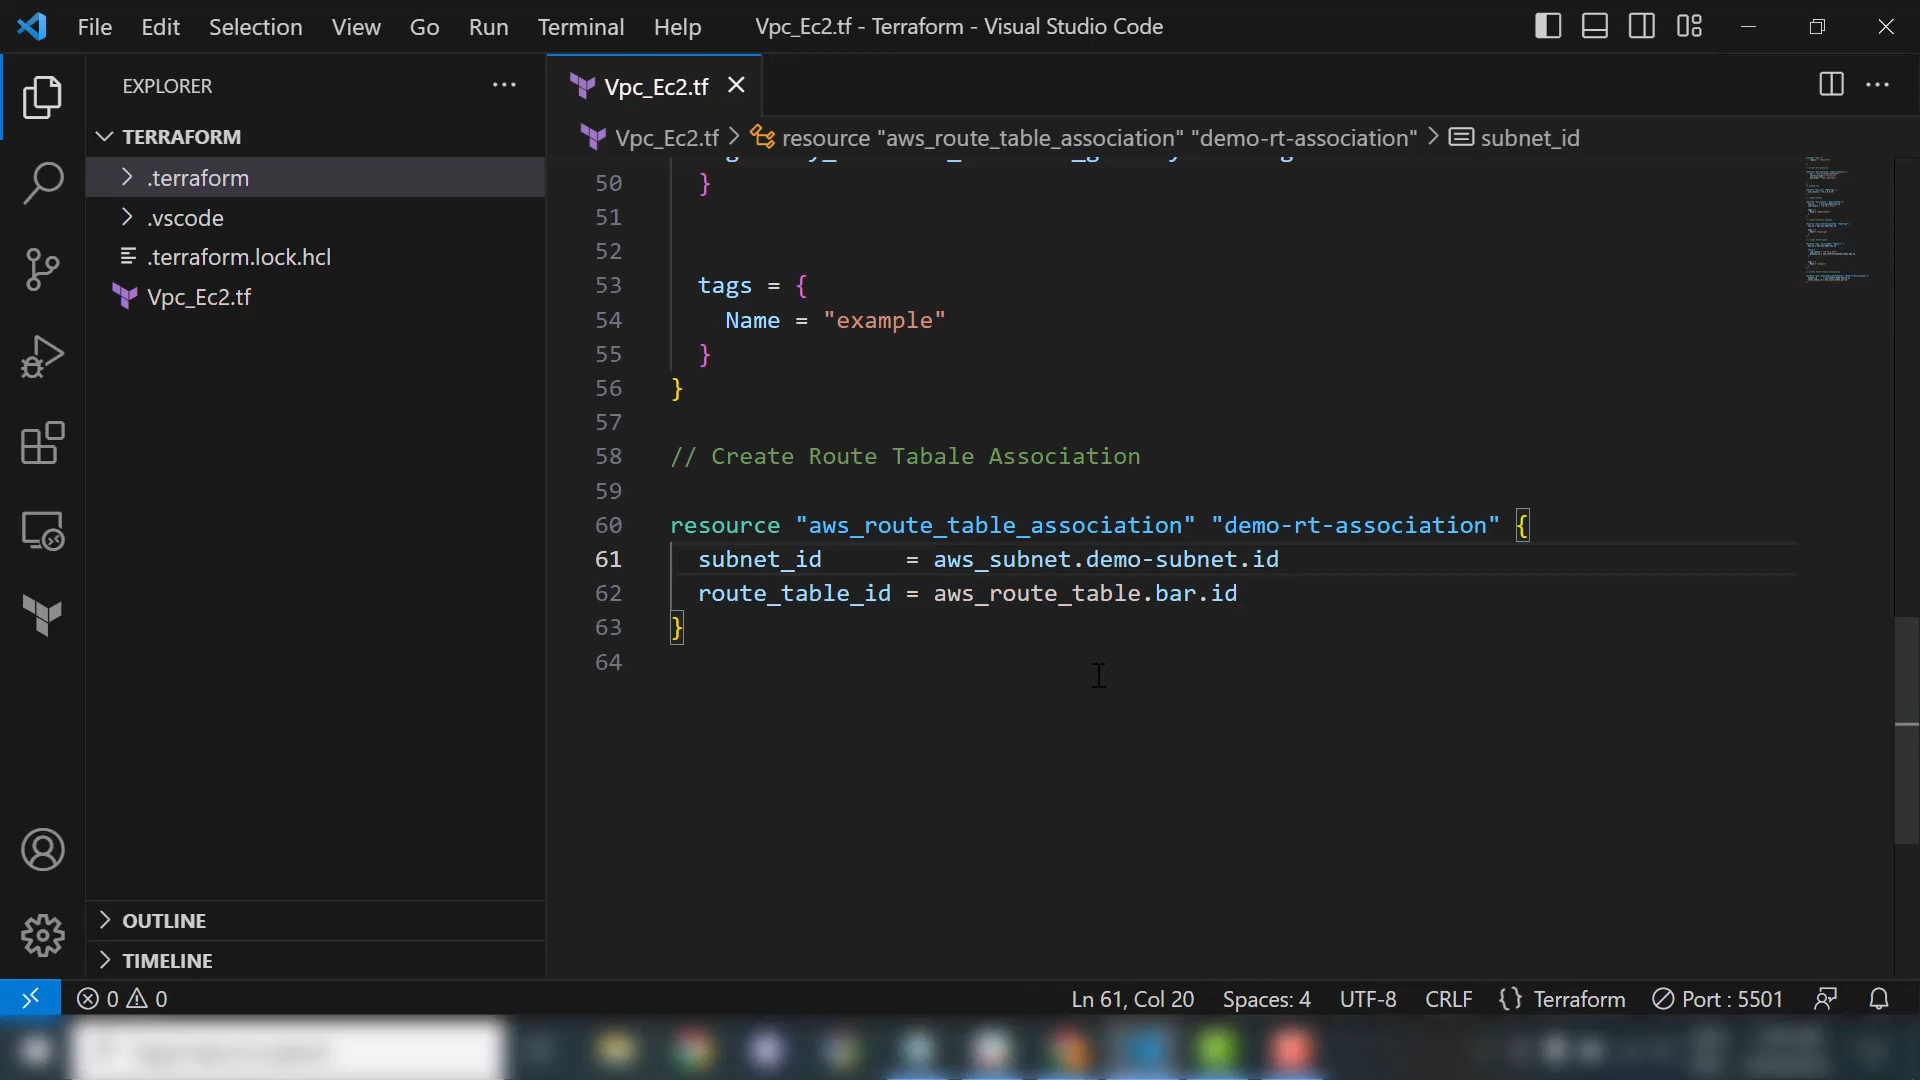 File Edit Selection View Go Run Terminal Help Vpc_Ec2.tf - Terraform - Visual Studio Code
EXPLORER
TERRAFORM
.terraform
.vscode
.terraform.lock.hcl
Vpc_Ec2.tf
Vpc_Ec2.tf
Vpc_Ec2.tf resource "aws_route_table_association" "demo-rt-association" subnet_id
50 }
51
52
53 tags = {
54 Name = "example"
55 }
56 }
57
58 // Create Route Tabale Association
59
60 resource "aws_route_table_association" "demo-rt-association" {
61 subnet_id = aws_subnet.demo-subnet.id
62 route_table_id = aws_route_table.bar.id
63 }
64
OUTLINE
TIMELINE
0 0 Ln 61, Col 20 Spaces: 4 UTF-8 CRLF {} Terraform Port : 5501